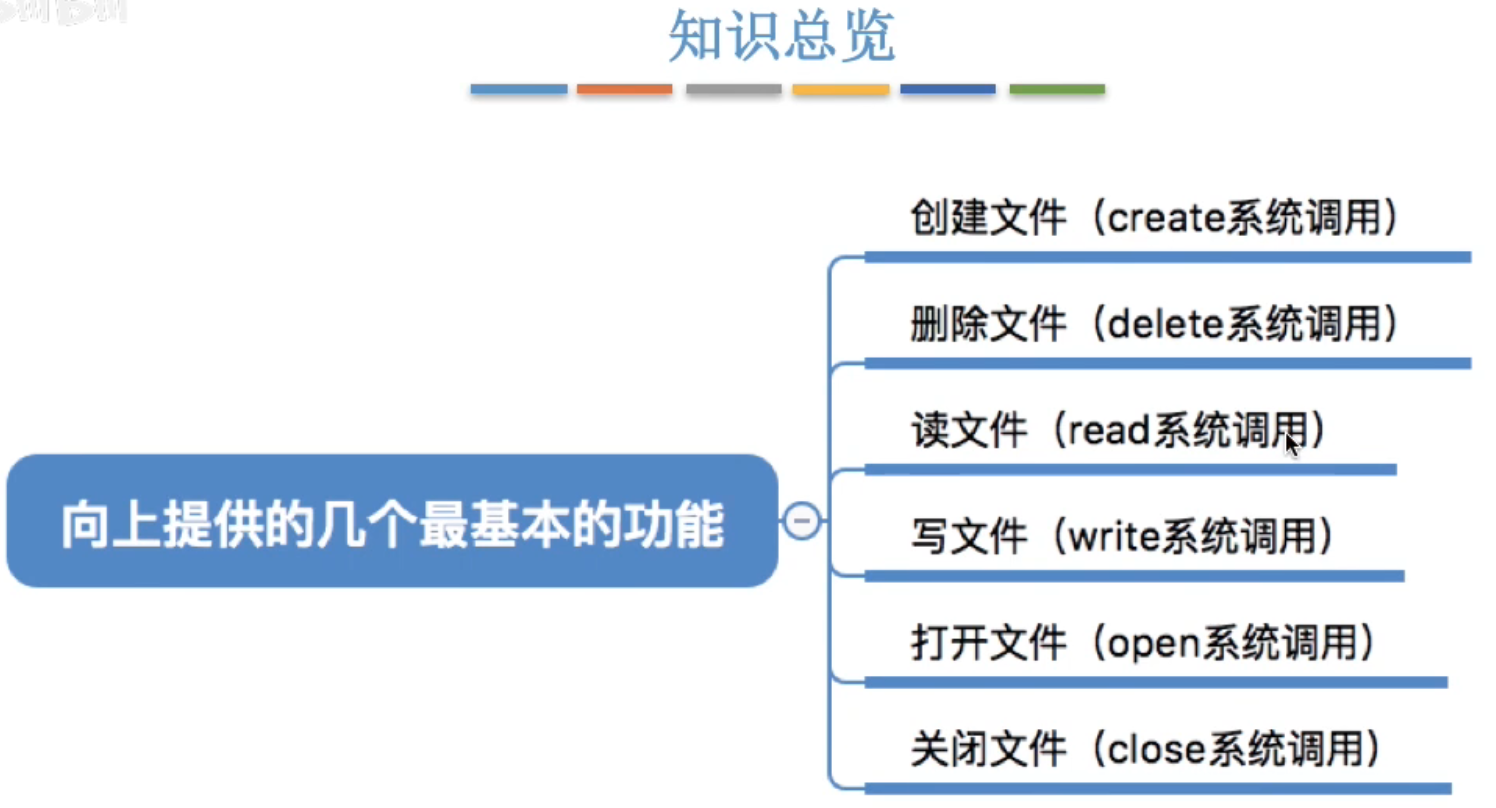 知识总览
创建文件（create系统调用）
删除文件（delete系统调用）
读文件（read系统调用）
写文件（write系统调用）
打开文件（open系统调用）
关闭文件（close系统调用）
向上提供的几个最基本的功能